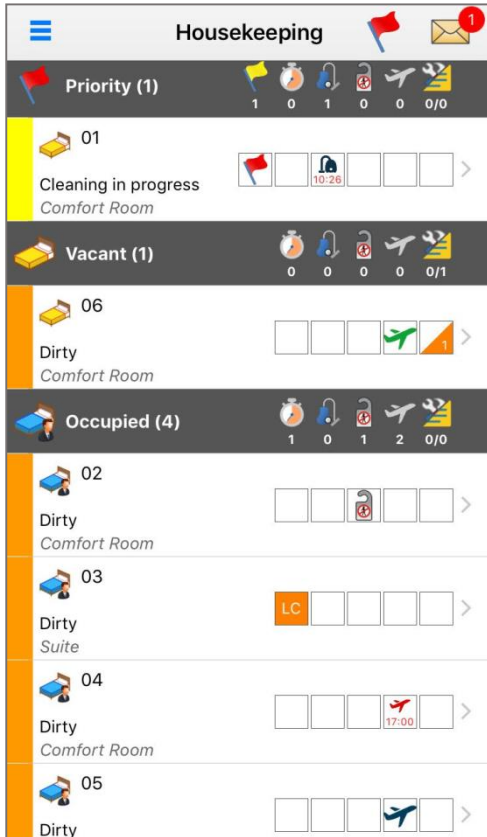 Housekeeping
1
Priority (1)
1 0 1 0 0 0/0
01
10:26
Cleaning in progress
Comfort Room
Vacant (1)
0 0 0 0 0/1
06
1
Dirty
Comfort Room
Occupied (4)
1 0 1 2 0/0
02
Dirty
Comfort Room
03
LC
Dirty
Suite
04
17:00
Dirty
Comfort Room
05
Dirty